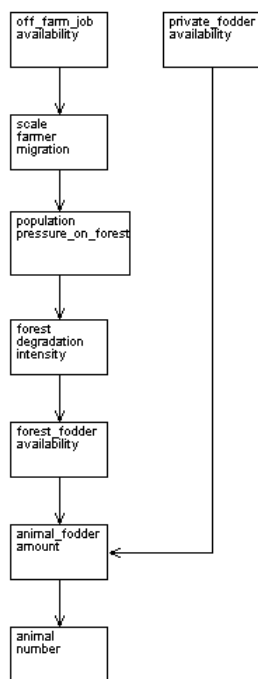 off_farm_job
availability
private_fodder
availability
scale
farmer
migration
population
pressure_on_forest
forest
degradation
intensity
forest_fodder
availability
animal_fodder
amount
animal
number